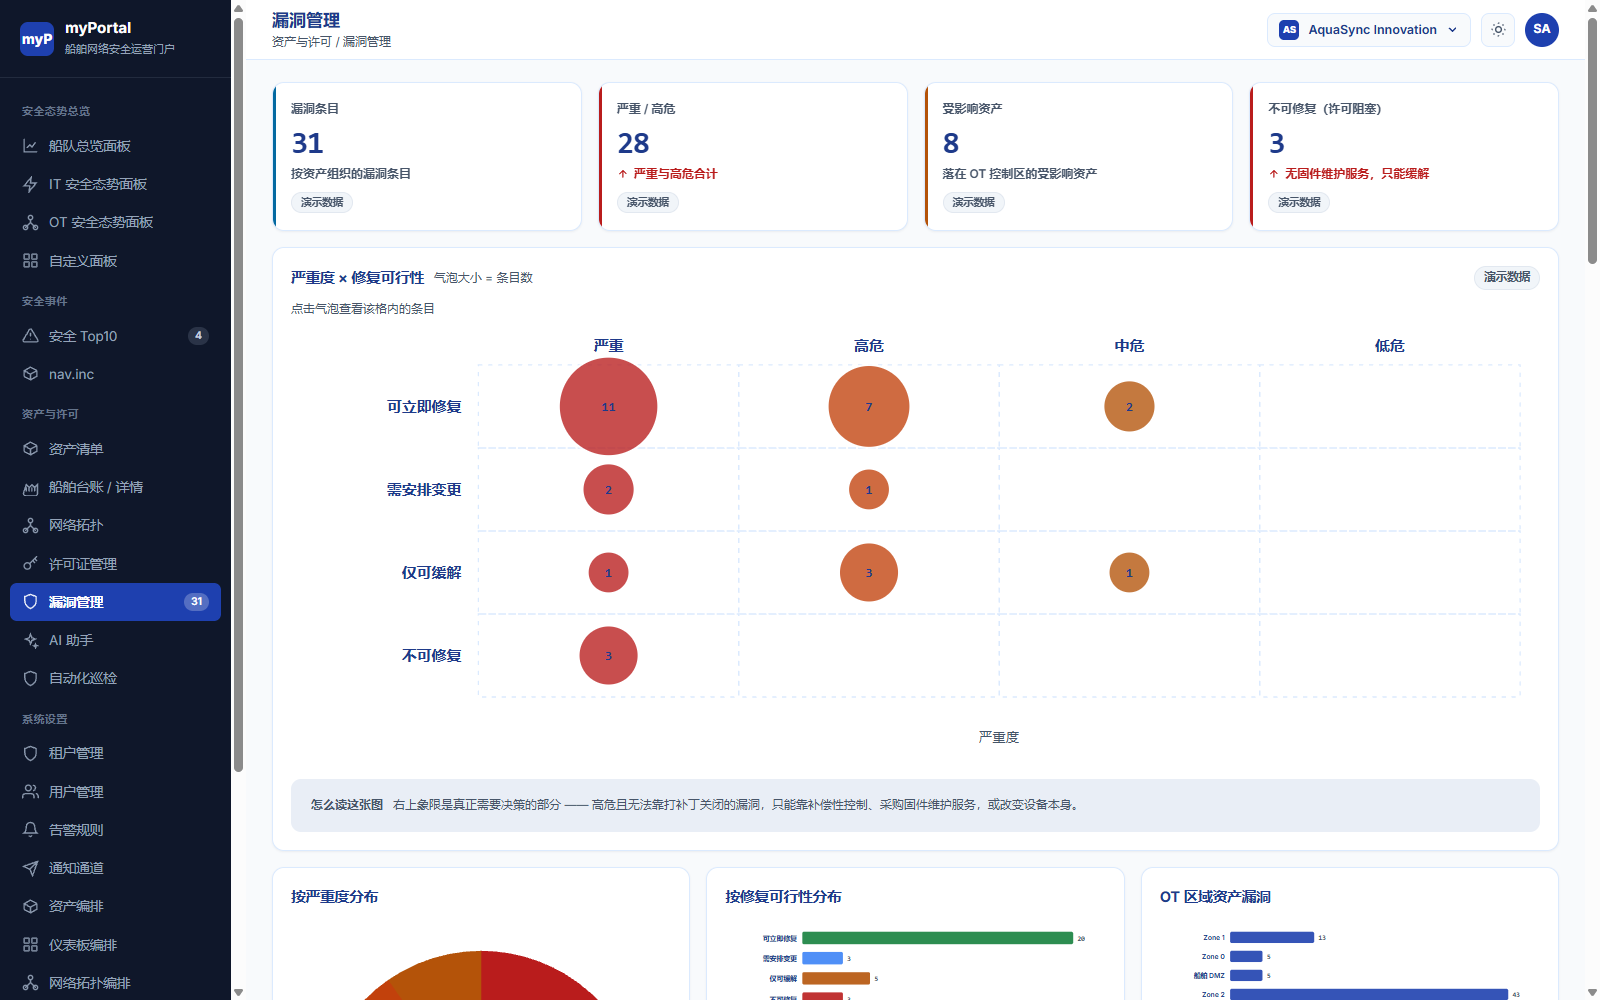 myP
myPortal
船舶网络安全运营门户
安全态势总览
船队总览面板
IT 安全态势面板
OT 安全态势面板
自定义面板
安全事件
安全 Top10
4
nav.inc
资产与许可
资产清单
船舶台账 / 详情
网络拓扑
许可证管理
漏洞管理
31
AI 助手
自动化巡检
系统设置
租户管理
用户管理
告警规则
通知通道
资产编排
仪表板编排
网络拓扑编排
漏洞管理
资产与许可 / 漏洞管理
AS
AquaSync Innovation
SA
漏洞条目
31
按资产组织的漏洞条目
演示数据
严重 / 高危
28
↑ 严重与高危合计
演示数据
受影响资产
8
落在 OT 控制区的受影响资产
演示数据
不可修复（许可阻塞）
3
↑ 无固件维护服务，只能缓解
演示数据
严重度 × 修复可行性 气泡大小 = 条目数
演示数据
点击气泡查看该格内的条目
严重 高危 中危 低危
可立即修复 11 7 2
需安排变更 2 1
仅可缓解 1 3 1
不可修复 3
严重度
怎么读这张图 右上象限是真正需要决策的部分 —— 高危且无法靠打补丁关闭的漏洞，只能靠补偿性控制、采购固件维护服务，或改变设备本身。
按严重度分布
按修复可行性分布
可立即修复 20
需安排变更 3
仅可缓解 5
不可修复 3
OT 区域资产漏洞
Zone 1 13
Zone 0 5
船舶 DMZ 5
Zone 2 43